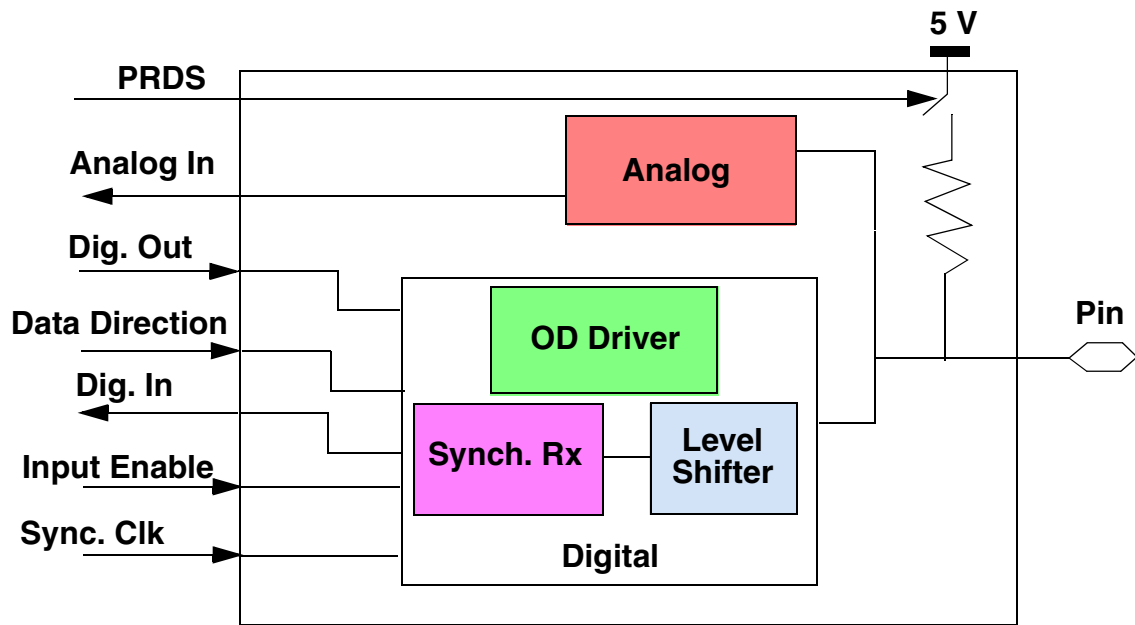 5 V
PRDS
Analog In
Analog
Dig. Out
Data Direction
OD Driver
Pin
Dig. In
Synch. Rx
Level
Shifter
Input Enable
Sync. Clk
Digital